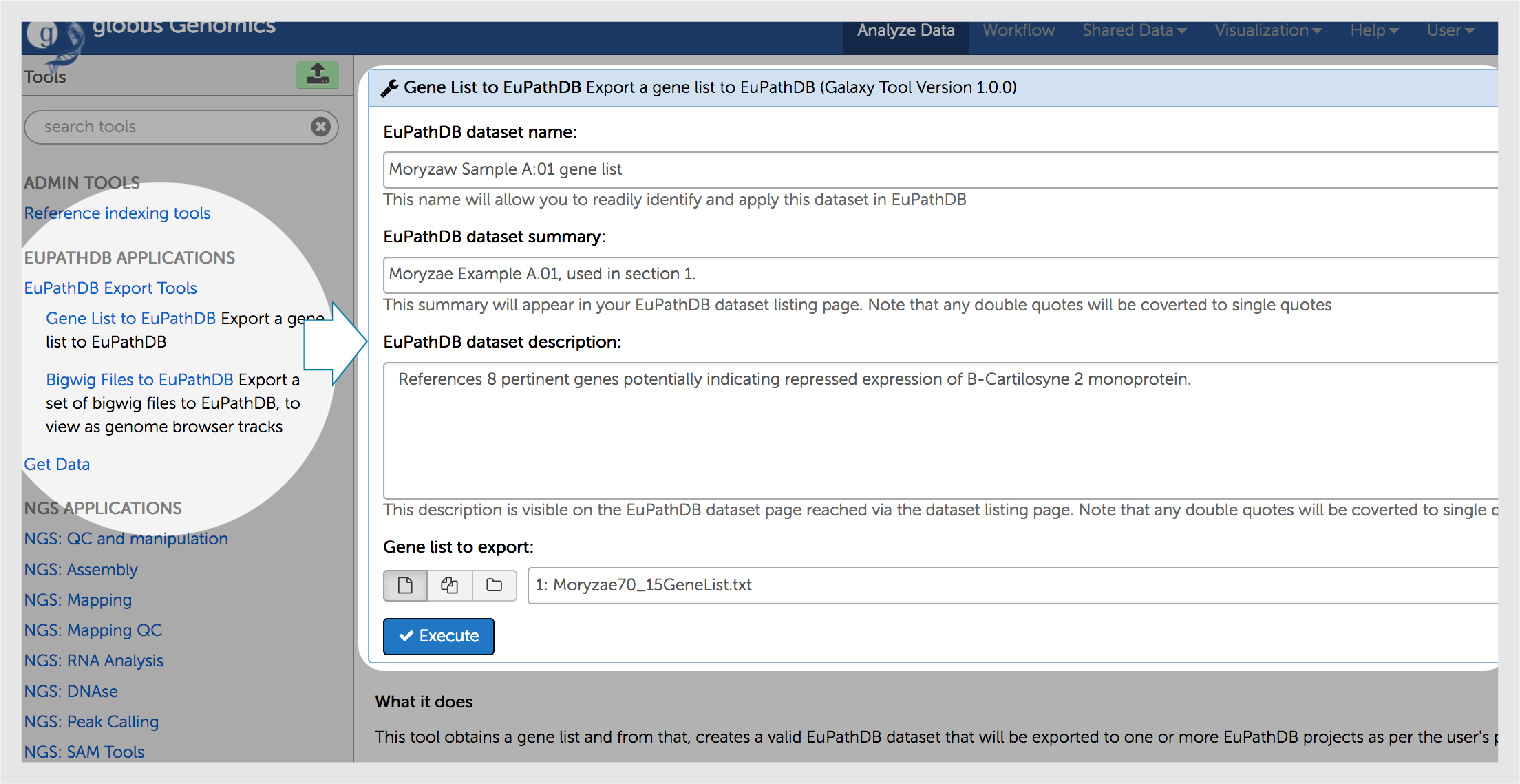 globus Genomics
Analyze Data Workflow Shared Data Visualization Help User
Tools
search tools
ADMIN TOOLS
Reference indexing tools
EUPATHDB APPLICATIONS
EuPathDB Export Tools
Gene List to EuPathDB Export a gene
list to EuPathDB
Bigwig Files to EuPathDB Export a
set of bigwig files to EuPathDB, to
view as genome browser tracks
Get Data
NGS APPLICATIONS
NGS: QC and manipulation
NGS: Assembly
NGS: Mapping
NGS: Mapping QC
NGS: RNA Analysis
NGS: DNAse
NGS: Peak Calling
NGS: SAM Tools
Gene List to EuPathDB Export a gene list to EuPathDB (Galaxy Tool Version 1.0.0)
EuPathDB dataset name:
Moryzaw Sample A:01 gene list
This name will allow you to readily identify and apply this dataset in EuPathDB
EuPathDB dataset summary:
Moryzae Example A.01, used in section 1.
This summary will appear in your EuPathDB dataset listing page. Note that any double quotes will be coverted to single quotes
EuPathDB dataset description:
References 8 pertinent genes potentially indicating repressed expression of B-Cartilosyne 2 monoprotein.
This description is visible on the EuPathDB dataset page reached via the dataset listing page. Note that any double quotes will be coverted to single
Gene list to export:
1: Moryzae70_15GeneList.txt
Execute
What it does
This tool obtains a gene list and from that, creates a valid EuPathDB dataset that will be exported to one or more EuPathDB projects as per the user's